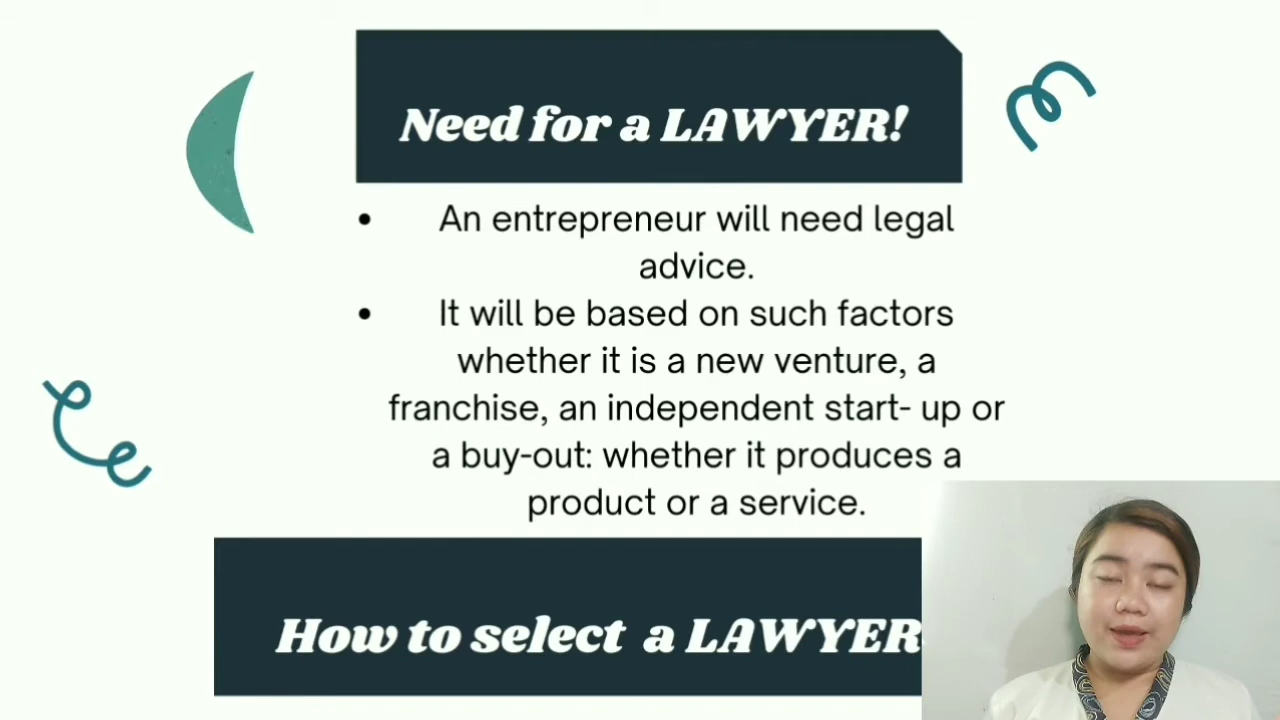 Need for a LAWYER!
• An entrepreneur will need legal
advice.
• It will be based on such factors
whether it is a new venture, a
franchise, an independent start- up or
a buy-out: whether it produces a
product or a service.
How to select a LAWYER